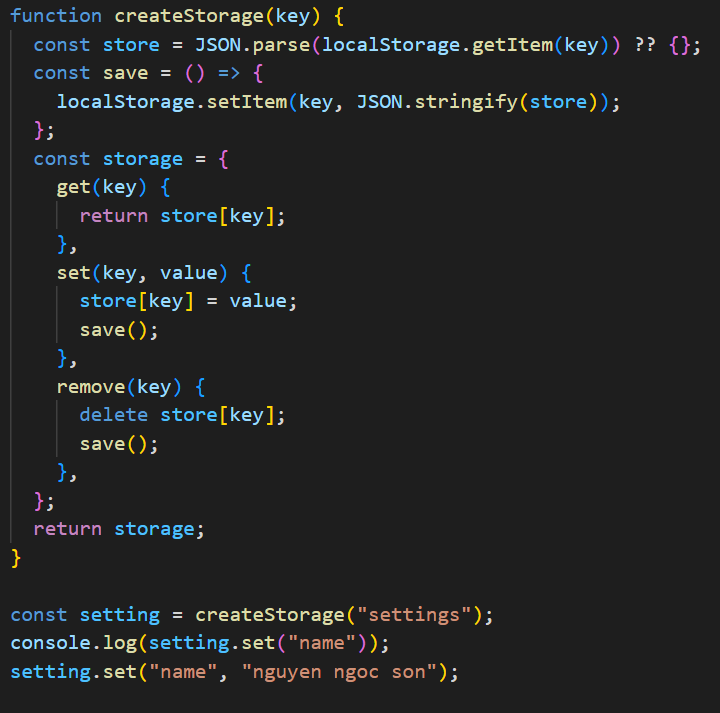 function createStorage(key) {
  const store = JSON.parse(localStorage.getItem(key)) ?? {};
  const save = () => {
    localStorage.setItem(key, JSON.stringify(store));
  };
  const storage = {
    get(key) {
      return store[key];
    },
    set(key, value) {
      store[key] = value;
      save();
    },
    remove(key) {
      delete store[key];
      save();
    },
  };
  return storage;
}

const setting = createStorage("settings");
console.log(setting.set("name"));
setting.set("name", "nguyen ngoc son");